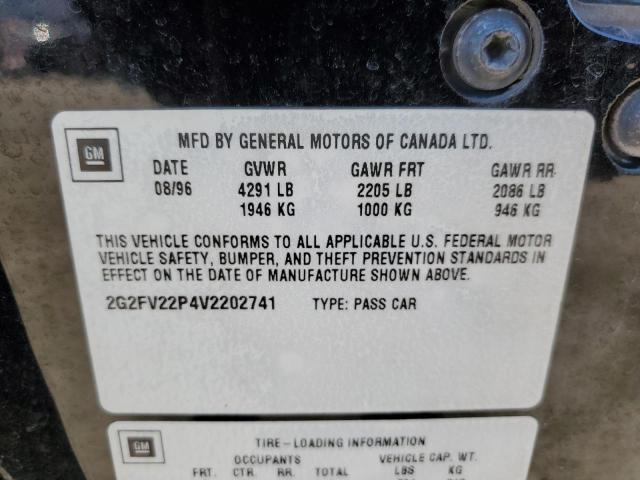 GM
MFD BY GENERAL MOTORS OF CANADA LTD.
DATE GVWR GAWR FRT GAWR RR
08/96 4291 LB 2205 LB 2086 LB
1946 KG 1000 KG 946 KG
THIS VEHICLE CONFORMS TO ALL APPLICABLE U.S. FEDERAL MOTOR
VEHICLE SAFETY, BUMPER, AND THEFT PREVENTION STANDARDS IN
EFFECT ON THE DATE OF MANUFACTURE SHOWN ABOVE.
2G2FV22P4V2202741 TYPE: PASS CAR
GM
TIRE-LOADING INFORMATION
OCCUPANTS VEHICLE CAP. WT.
FRT. CTR. RR. TOTAL LBS KG